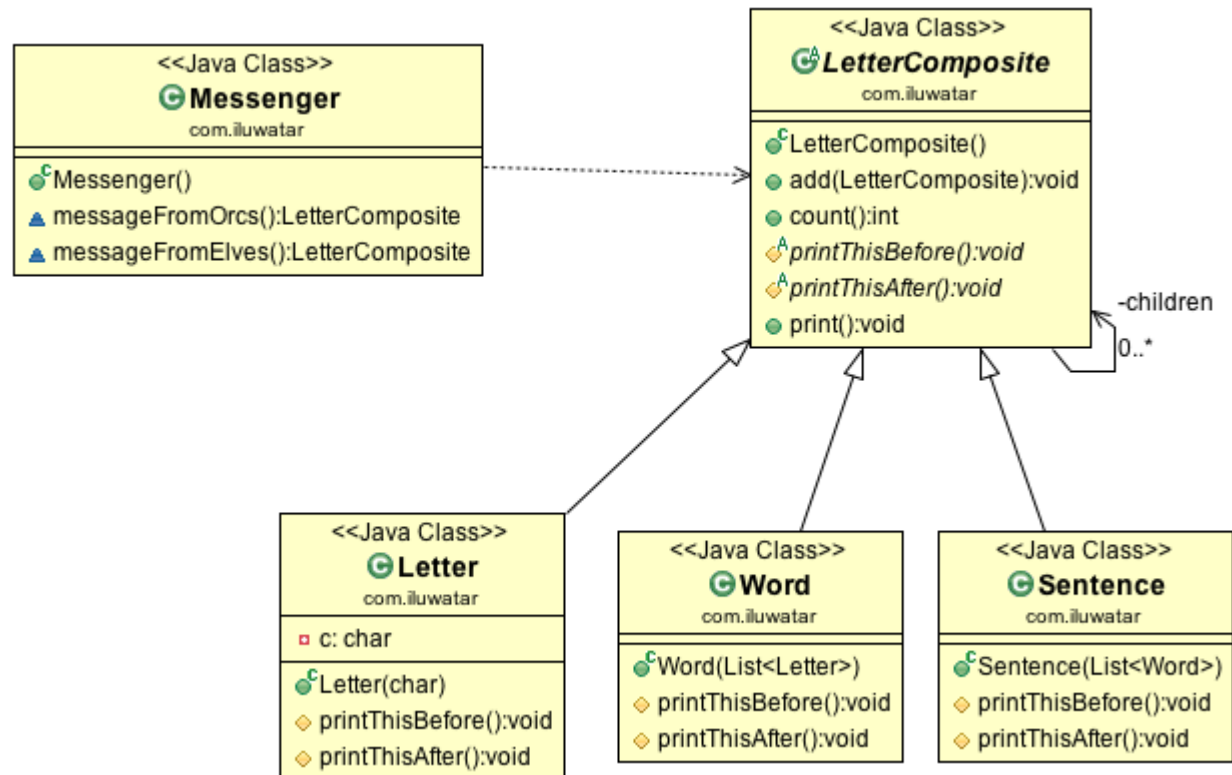 <<Java Class>>
Messenger
com.iluwatar
Messenger()
messageFromOrcs():LetterComposite
messageFromElves():LetterComposite
<<Java Class>>
LetterComposite
com.iluwatar
LetterComposite()
add(LetterComposite):void
count():int
printThisBefore():void
printThisAfter():void
print():void
-children
0..*
<<Java Class>>
Letter
com.iluwatar
c: char
Letter(char)
printThisBefore():void
printThisAfter():void
<<Java Class>>
Word
com.iluwatar
Word(List<Letter>)
printThisBefore():void
printThisAfter():void
<<Java Class>>
Sentence
com.iluwatar
Sentence(List<Word>)
printThisBefore():void
printThisAfter():void